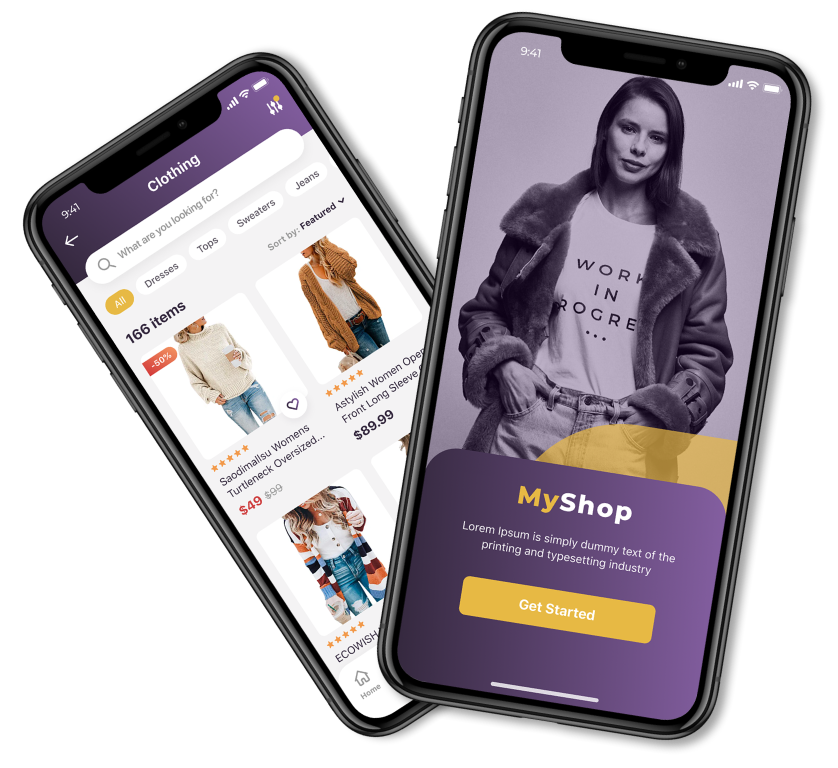 9:41
Clothing
What are you looking for?
All
Dresses
Tops
Sweaters
Jeans
Sort by: Featured
166 items
-50%
Saodimallsu Womens
Turtleneck Oversized...
$49 $99
Astylish Women Open
Front Long Sleeve
$89.99
ECOWISH
Home
9:41
WORK
IN
ROGRE
...
MyShop
Lorem Ipsum is simply dummy text of the
printing and typesetting industry
Get Started